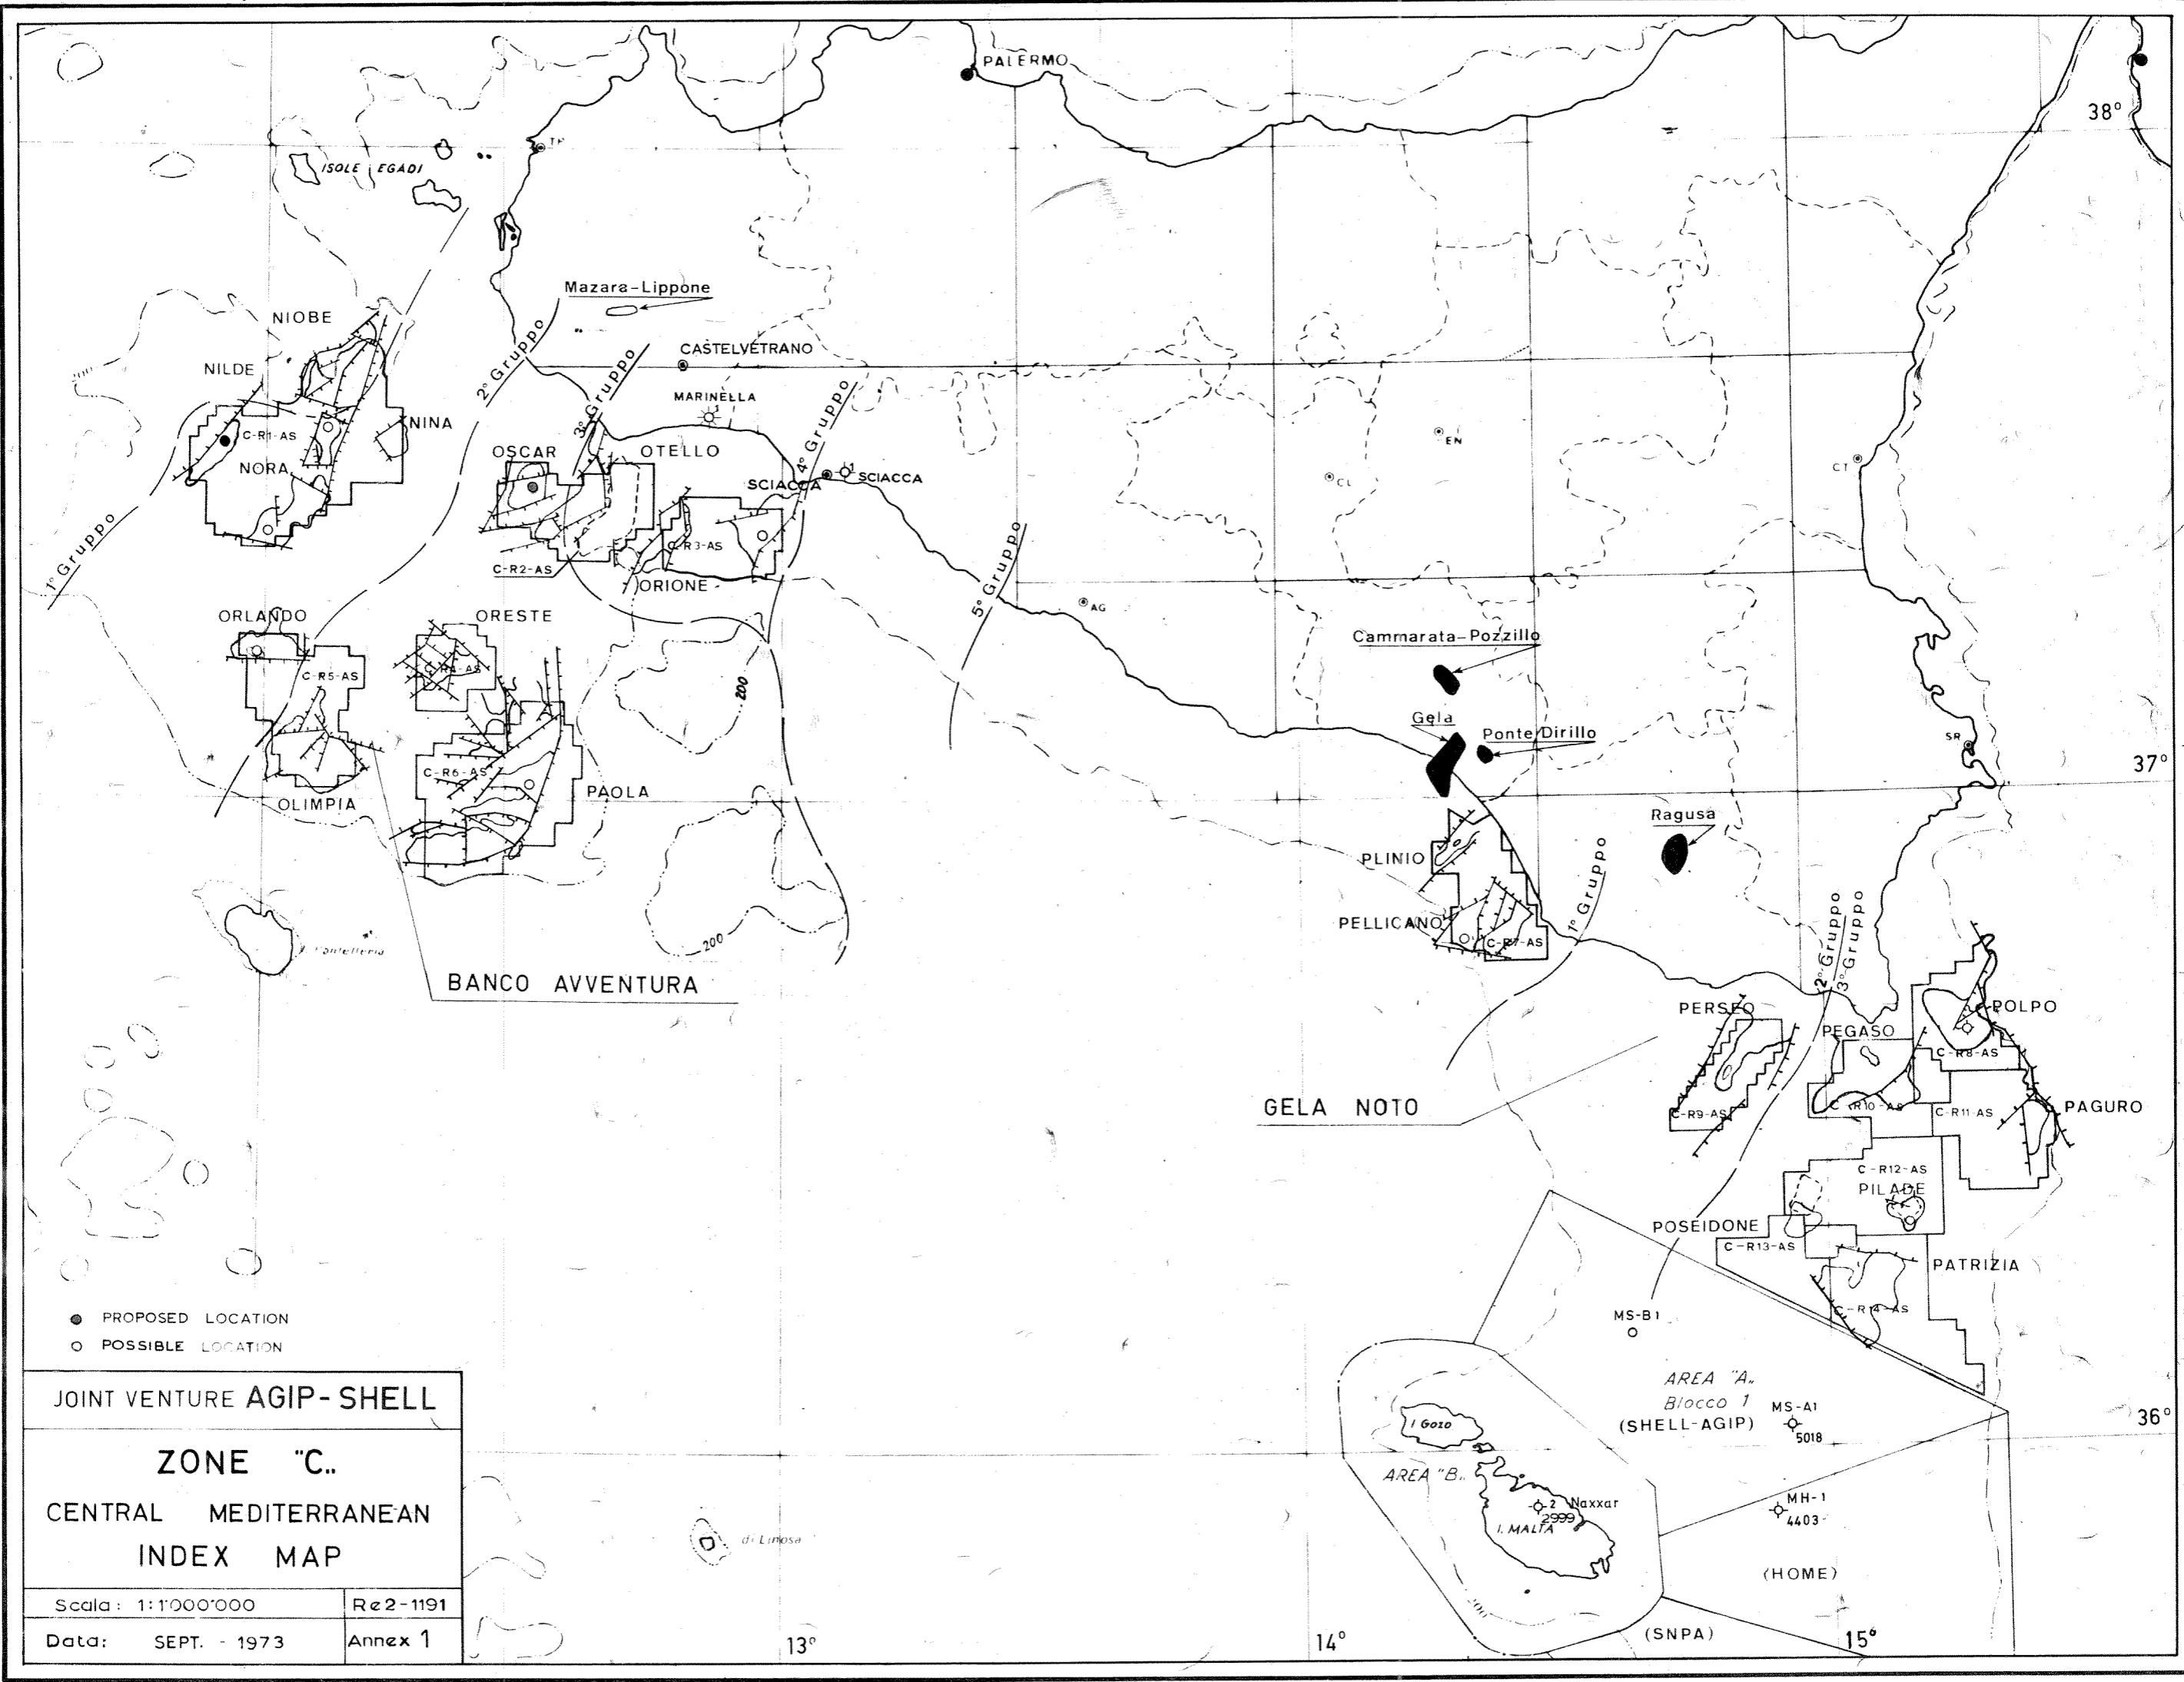 PALERMO
38°
TP
ISOLE EGADI
Mazara-Lippone
NIOBE
CASTELVETRANO
NILDE
2° Gruppo
3° Gruppo
MARINELLA
4° Gruppo
NINA
C-R1-AS
EN
OSCAR
OTELLO
NORA
CT
1
SCIACCA
SCIACCA
CL
1° Gruppo
5° Gruppo
C-R3-AS
C-R2-AS
ORIONE
AG
ORLANDO
ORESTE
Cammarata-Pozzillo
C-R5-AS
C-R4-AS
200
Gela
Ponte Dirillo
SR
37°
C-R6-AS
PAOLA
OLIMPIA
Ragusa
PLINIO
1° Gruppo
PELLICANO
C-R7-AS
2° Gruppo
3° Gruppo
200
Pantelleria
BANCO AVVENTURA
PERSEO
POLPO
PEGASO
C-R8-AS
GELA NOTO
C-R9-AS
C-R10-AS
C-R11-AS
PAGURO
C-R12-AS
PILADE
POSEIDONE
C-R13-AS
PATRIZIA
C-R14-AS
MS-B1
PROPOSED LOCATION
POSSIBLE LOCATION
AREA "A„
Blocco 1
(SHELL-AGIP)
MS-A1
5018
36°
I. Gozo
AREA "B„
2 Naxxar
2999
I. MALTA
MH-1
4403
di Linosa
(HOME)
200
(SNPA)
13°
14°
15°
JOINT VENTURE AGIP-SHELL
ZONE "C„
CENTRAL MEDITERRANEAN
INDEX MAP
Scala: 1:1'000'000
Re2-1191
Data: SEPT. - 1973
Annex 1